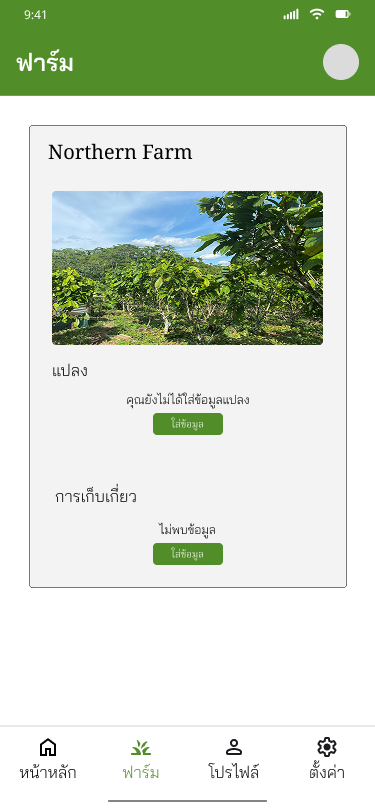 9:41
ฟาร์ม
Northern Farm
แปลง
คุณยังไม่ได้ใส่ข้อมูลแปลง
ใส่ข้อมูล
การเก็บเกี่ยว
ไม่พบข้อมูล
ใส่ข้อมูล
หน้าหลัก ฟาร์ม โปรไฟล์ ตั้งค่า